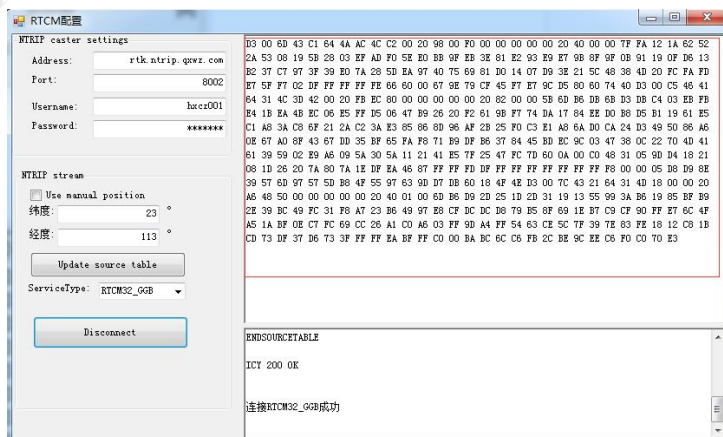 RTCM配置
NTRIP caster settings
Address: rtk.ntrip.qxwz.com
Port: 8002
Username: hxcz001
Password: *******
NTRIP stream
Use manual position
纬度: 23 °
经度: 113 °
Update source table
ServiceType: RTCM32_GGB
Disconnect
D3 00 6D 43 C1 64 4A AC 4C C2 00 20 98 00 F0 00 00 00 00 00 20 40 00 00 7F FA 12 1A 62 52
2A 53 08 19 5B 28 03 EF AD F0 5E E0 BB 9F EB 3E 81 E2 93 E9 E7 9B 8F 9F 0B 91 19 0F D6 13
B2 37 C7 97 3F 39 E0 7A 28 5D EA 97 40 75 69 81 D0 14 07 D9 3E 21 5C 48 38 4D 20 FC FA FD
E7 5F F7 02 DF FF FF FF FE 66 60 00 67 9E 79 CF 45 F7 E7 9C D5 80 60 74 40 D3 00 C5 46 41
64 31 4C 3D 42 00 20 FB EC 80 00 00 00 00 00 20 82 00 00 5B 6D B6 DB 6B D3 DB C4 03 EB FB
E4 1B EA 4B EC 06 E5 FF D5 06 47 B9 26 20 F2 61 9B F7 74 DA 17 84 EE D0 B8 D5 B1 19 61 E5
C1 A8 3A C8 6F 21 2A C2 3A E3 85 86 8D 96 AF 2B 25 F0 C3 E1 A8 6A D0 CA 24 D3 49 50 86 A6
0E 67 A0 8F 43 67 DD 35 BF 65 FA F8 71 B9 DF B6 37 84 45 BD EC 9C 03 47 38 0C 22 70 4D 41
61 39 59 02 E9 A6 09 5A 30 5A 11 21 41 E5 7F 25 47 FC 7D 60 0A 00 C0 48 31 05 9D D4 18 21
08 1D 26 20 7A 80 7A 1E DF EA 46 87 FF FF FD FF FF FF FF FF FF FF FF FF F8 00 00 05 D8 D9 8E
39 57 6D 97 57 5D B8 4F 55 97 63 9D D7 DB 60 18 4F 4E D3 00 7C 43 21 64 31 4D 18 00 00 20
A6 48 50 00 00 00 00 00 20 40 01 00 6D B6 D9 2D 25 1D 2D 31 19 13 55 99 3A B6 19 85 BF B9
2E 39 BC 49 FC 31 F8 A7 23 B6 49 97 E8 CF DC DC D8 79 B5 8F 69 1E B7 C9 CF 90 FF E7 6C 4F
A5 1A BF 0E C7 FC 69 CC 26 A1 C0 A6 03 FF 9D A4 FF 54 63 CE 5C 7F 39 7E 83 FE 18 12 C8 1B
CD 73 DF 37 D6 73 3F FF FF EA BF FF C0 00 BA BC 6C C6 FB 2C BE 9C EE C6 F0 C0 70 E3
ENDSOURCETABLE
ICY 200 OK
连接RTCM32_GGB成功